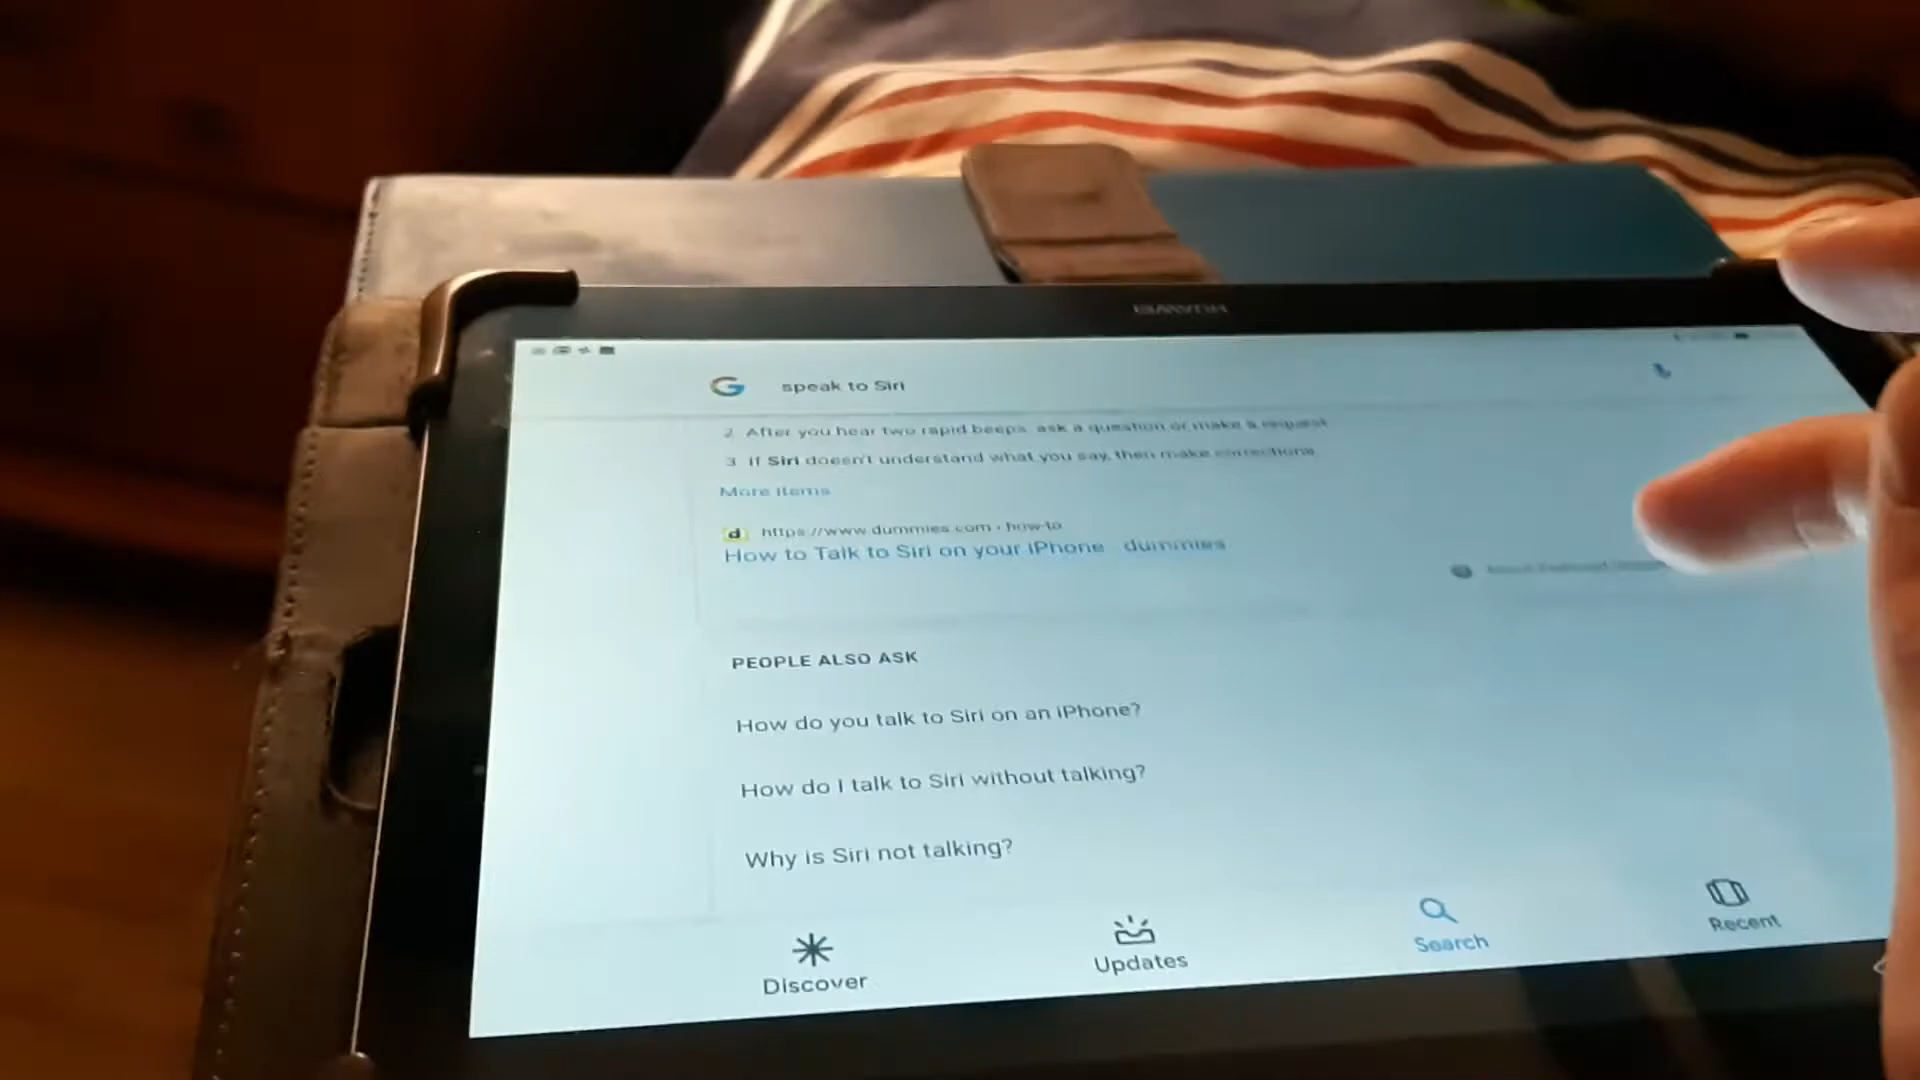 HUAWEI
speak to Siri
2 After you hear two rapid beeps, ask a question or make a request
3 If Siri doesn't understand what you say, then make corrections
More items
d https://www.dummies.com › how-to
How to Talk to Siri on your iPhone dummies
PEOPLE ALSO ASK
How do you talk to Siri on an iPhone?
How do I talk to Siri without talking?
Why is Siri not talking?
Discover
Updates
Search
Recent